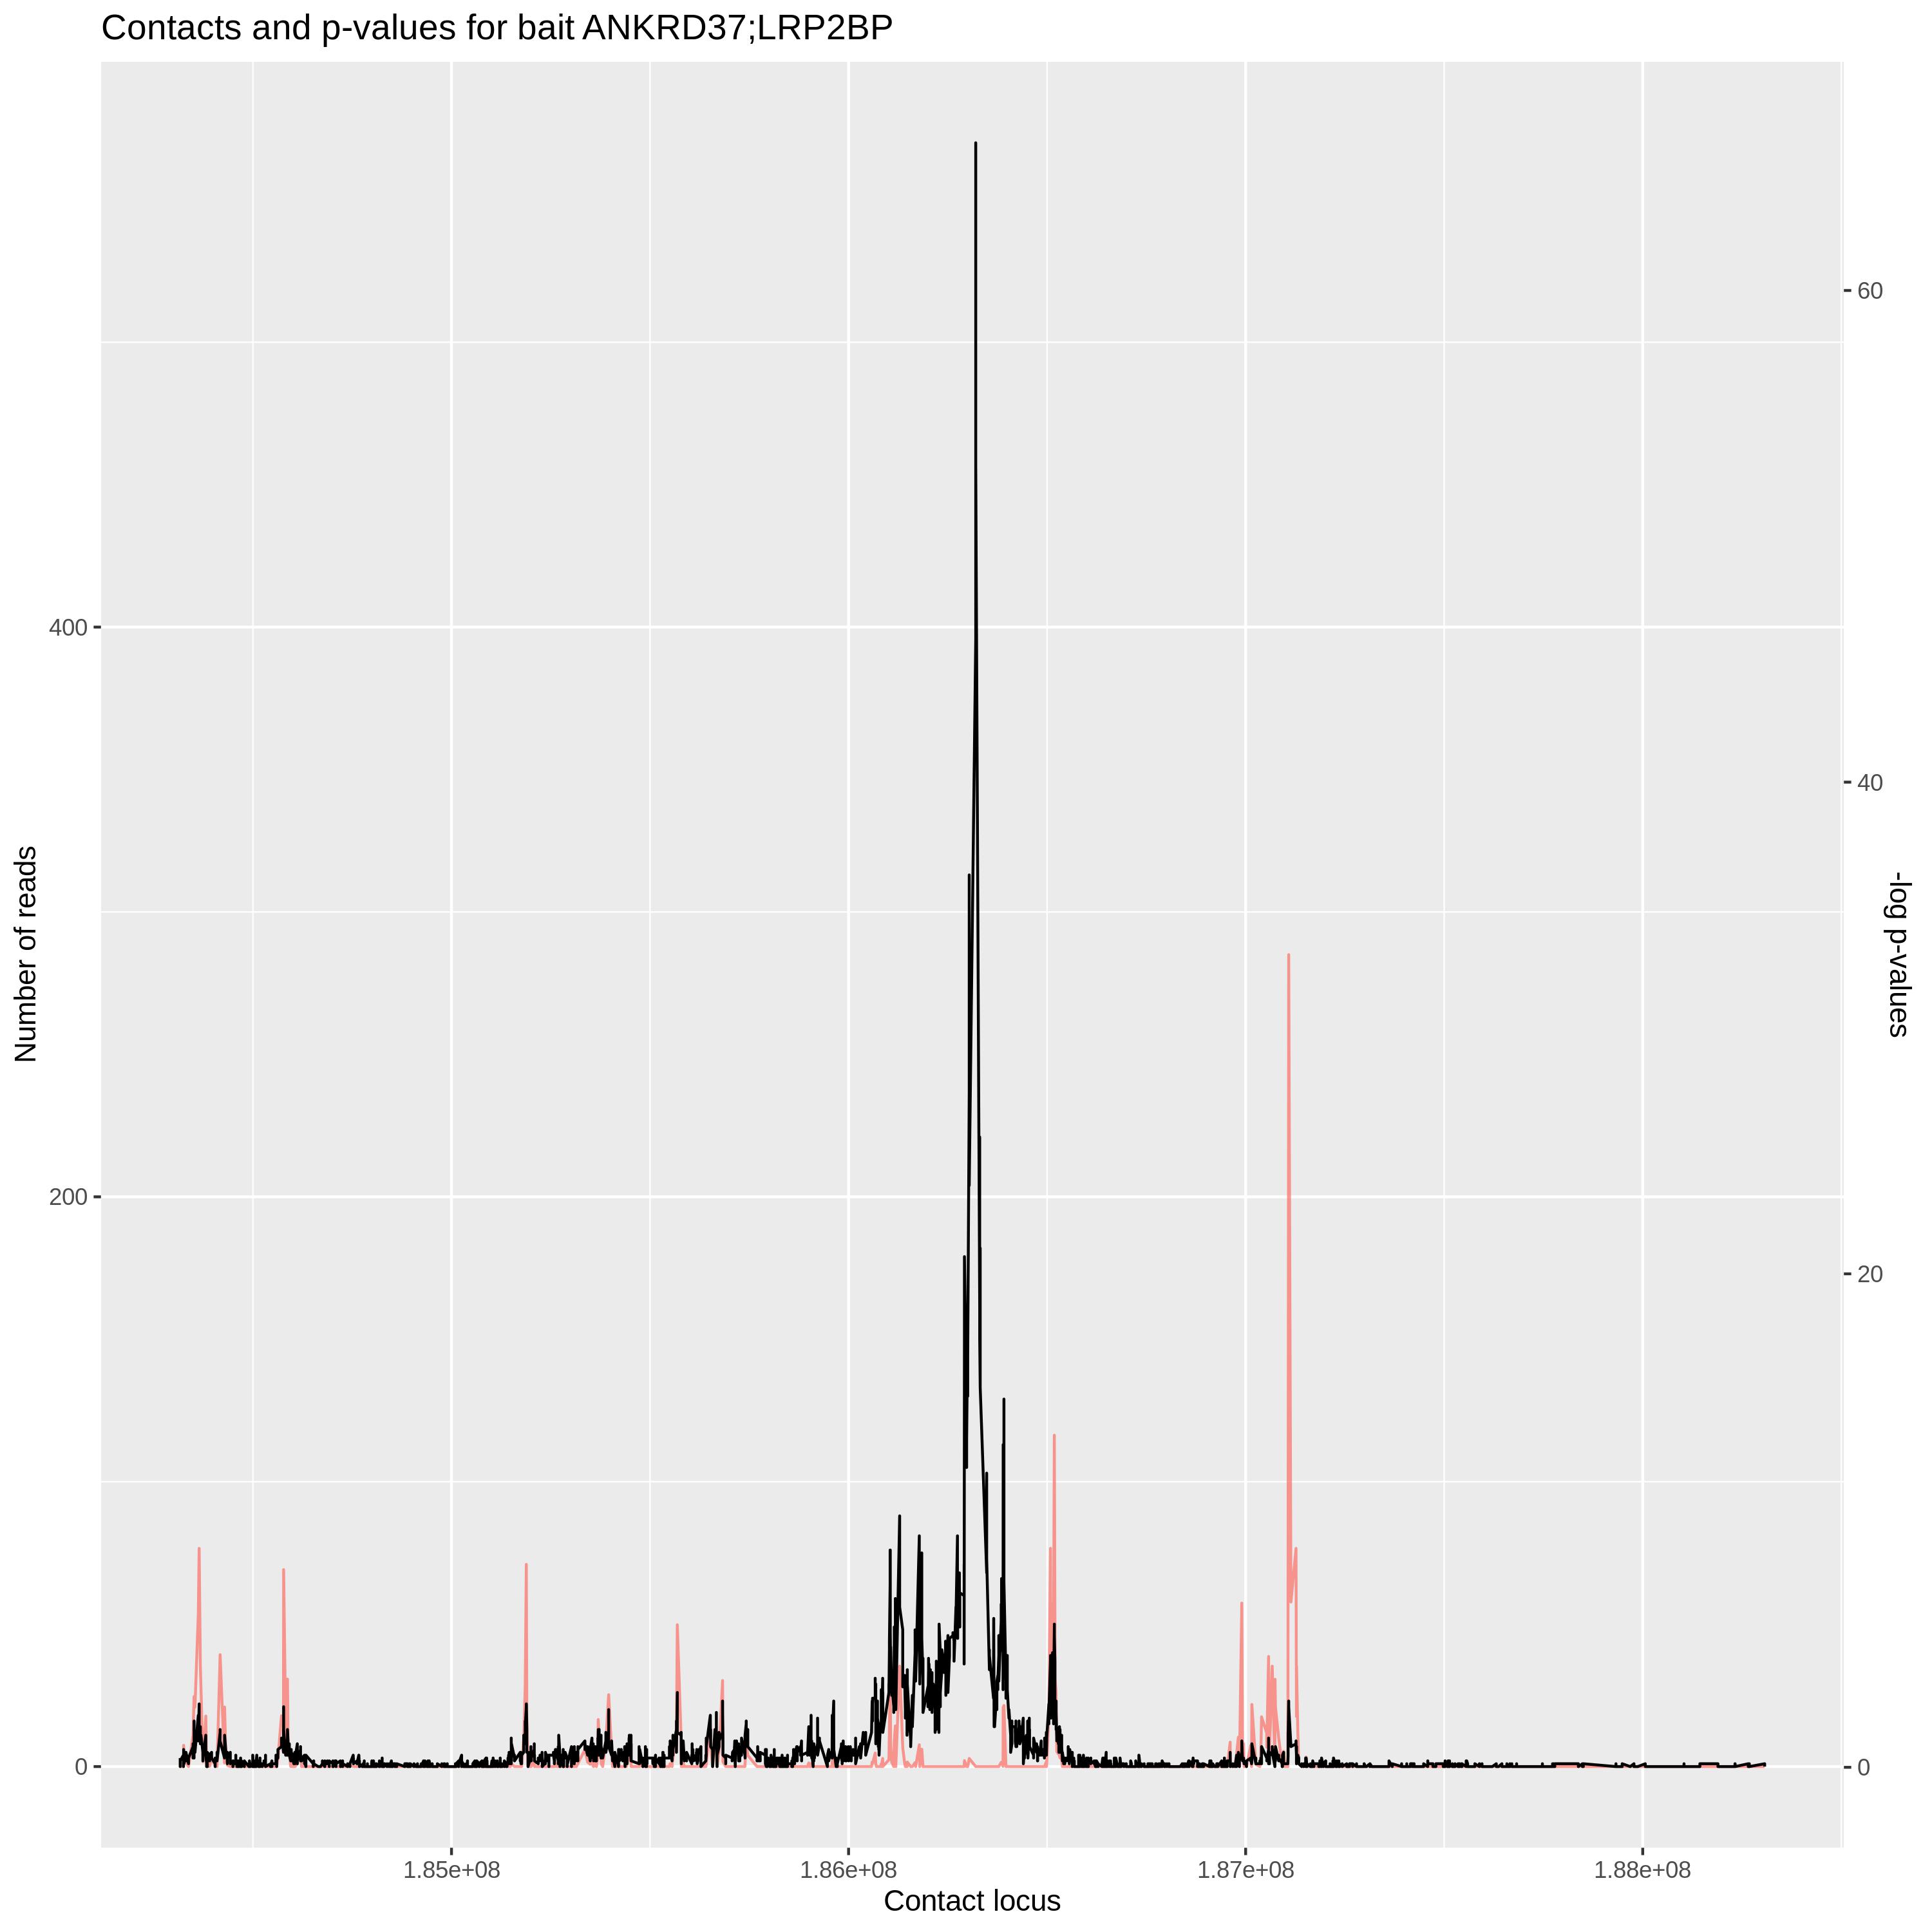 Contacts and p-values for bait ANKRD37;LRP2BP
Number of reads
400
200
0
60
40
20
0
-log p-values
1.85e+08
1.86e+08
1.87e+08
1.88e+08
Contact locus